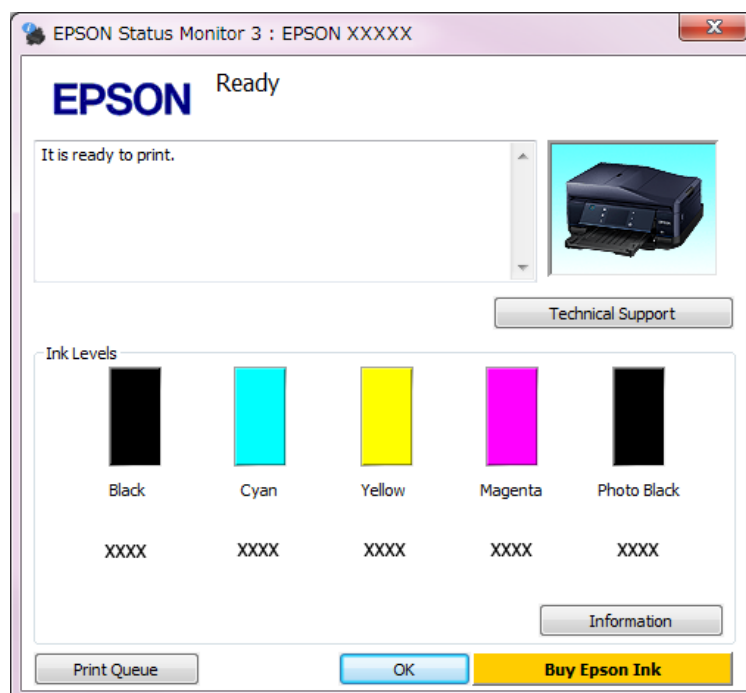 EPSON Status Monitor 3 : EPSON XXXXX
EPSON
Ready
It is ready to print.
Technical Support
Ink Levels
Black Cyan Yellow Magenta Photo Black
XXXX XXXX XXXX XXXX XXXX
Information
Print Queue OK Buy Epson Ink